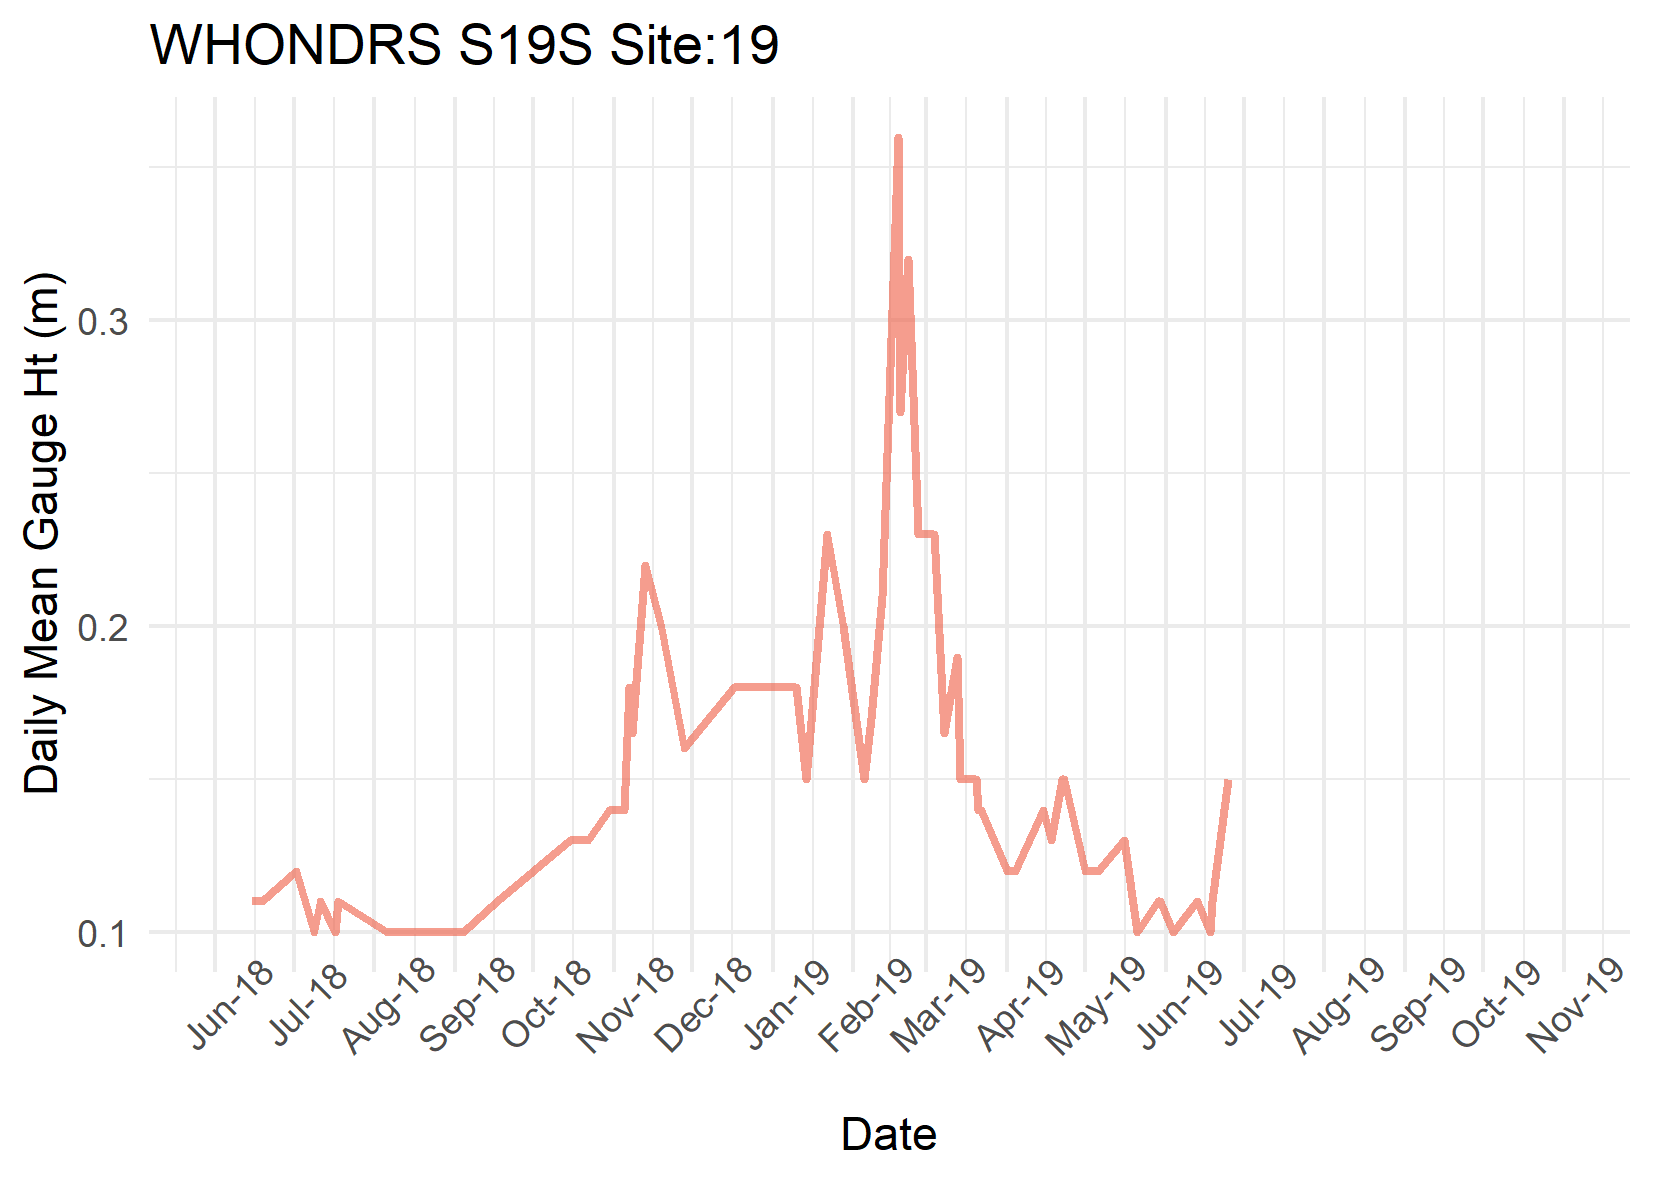 WHONDRS S19S Site:19
Daily Mean Gauge Ht (m)
0.3
0.2
0.1
Jun-18
Jul-18
Aug-18
Sep-18
Oct-18
Nov-18
Dec-18
Jan-19
Feb-19
Mar-19
Apr-19
May-19
Jun-19
Jul-19
Aug-19
Sep-19
Oct-19
Nov-19
Date